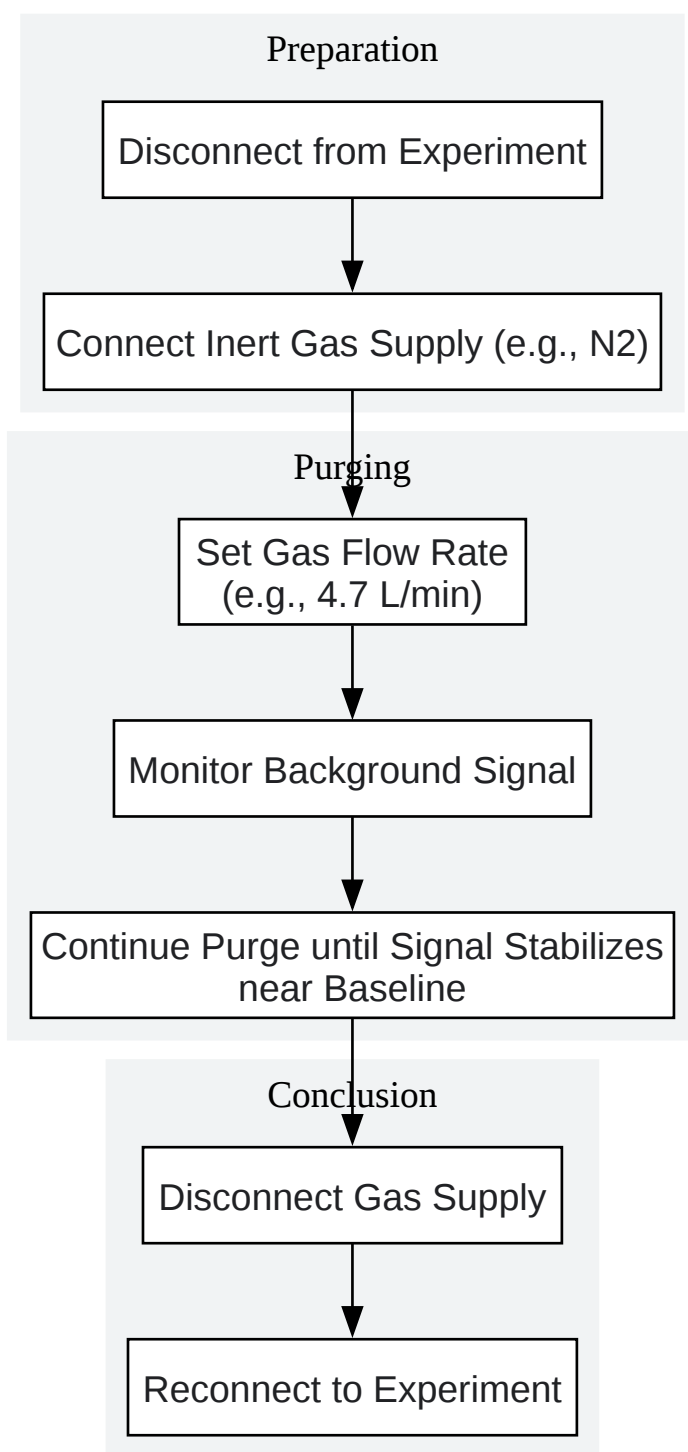 Preparation
Disconnect from Experiment
Connect Inert Gas Supply (e.g., N2)
Purging
Set Gas Flow Rate
(e.g., 4.7 L/min)
Monitor Background Signal
Continue Purge until Signal Stabilizes
near Baseline
Conclusion
Disconnect Gas Supply
Reconnect to Experiment